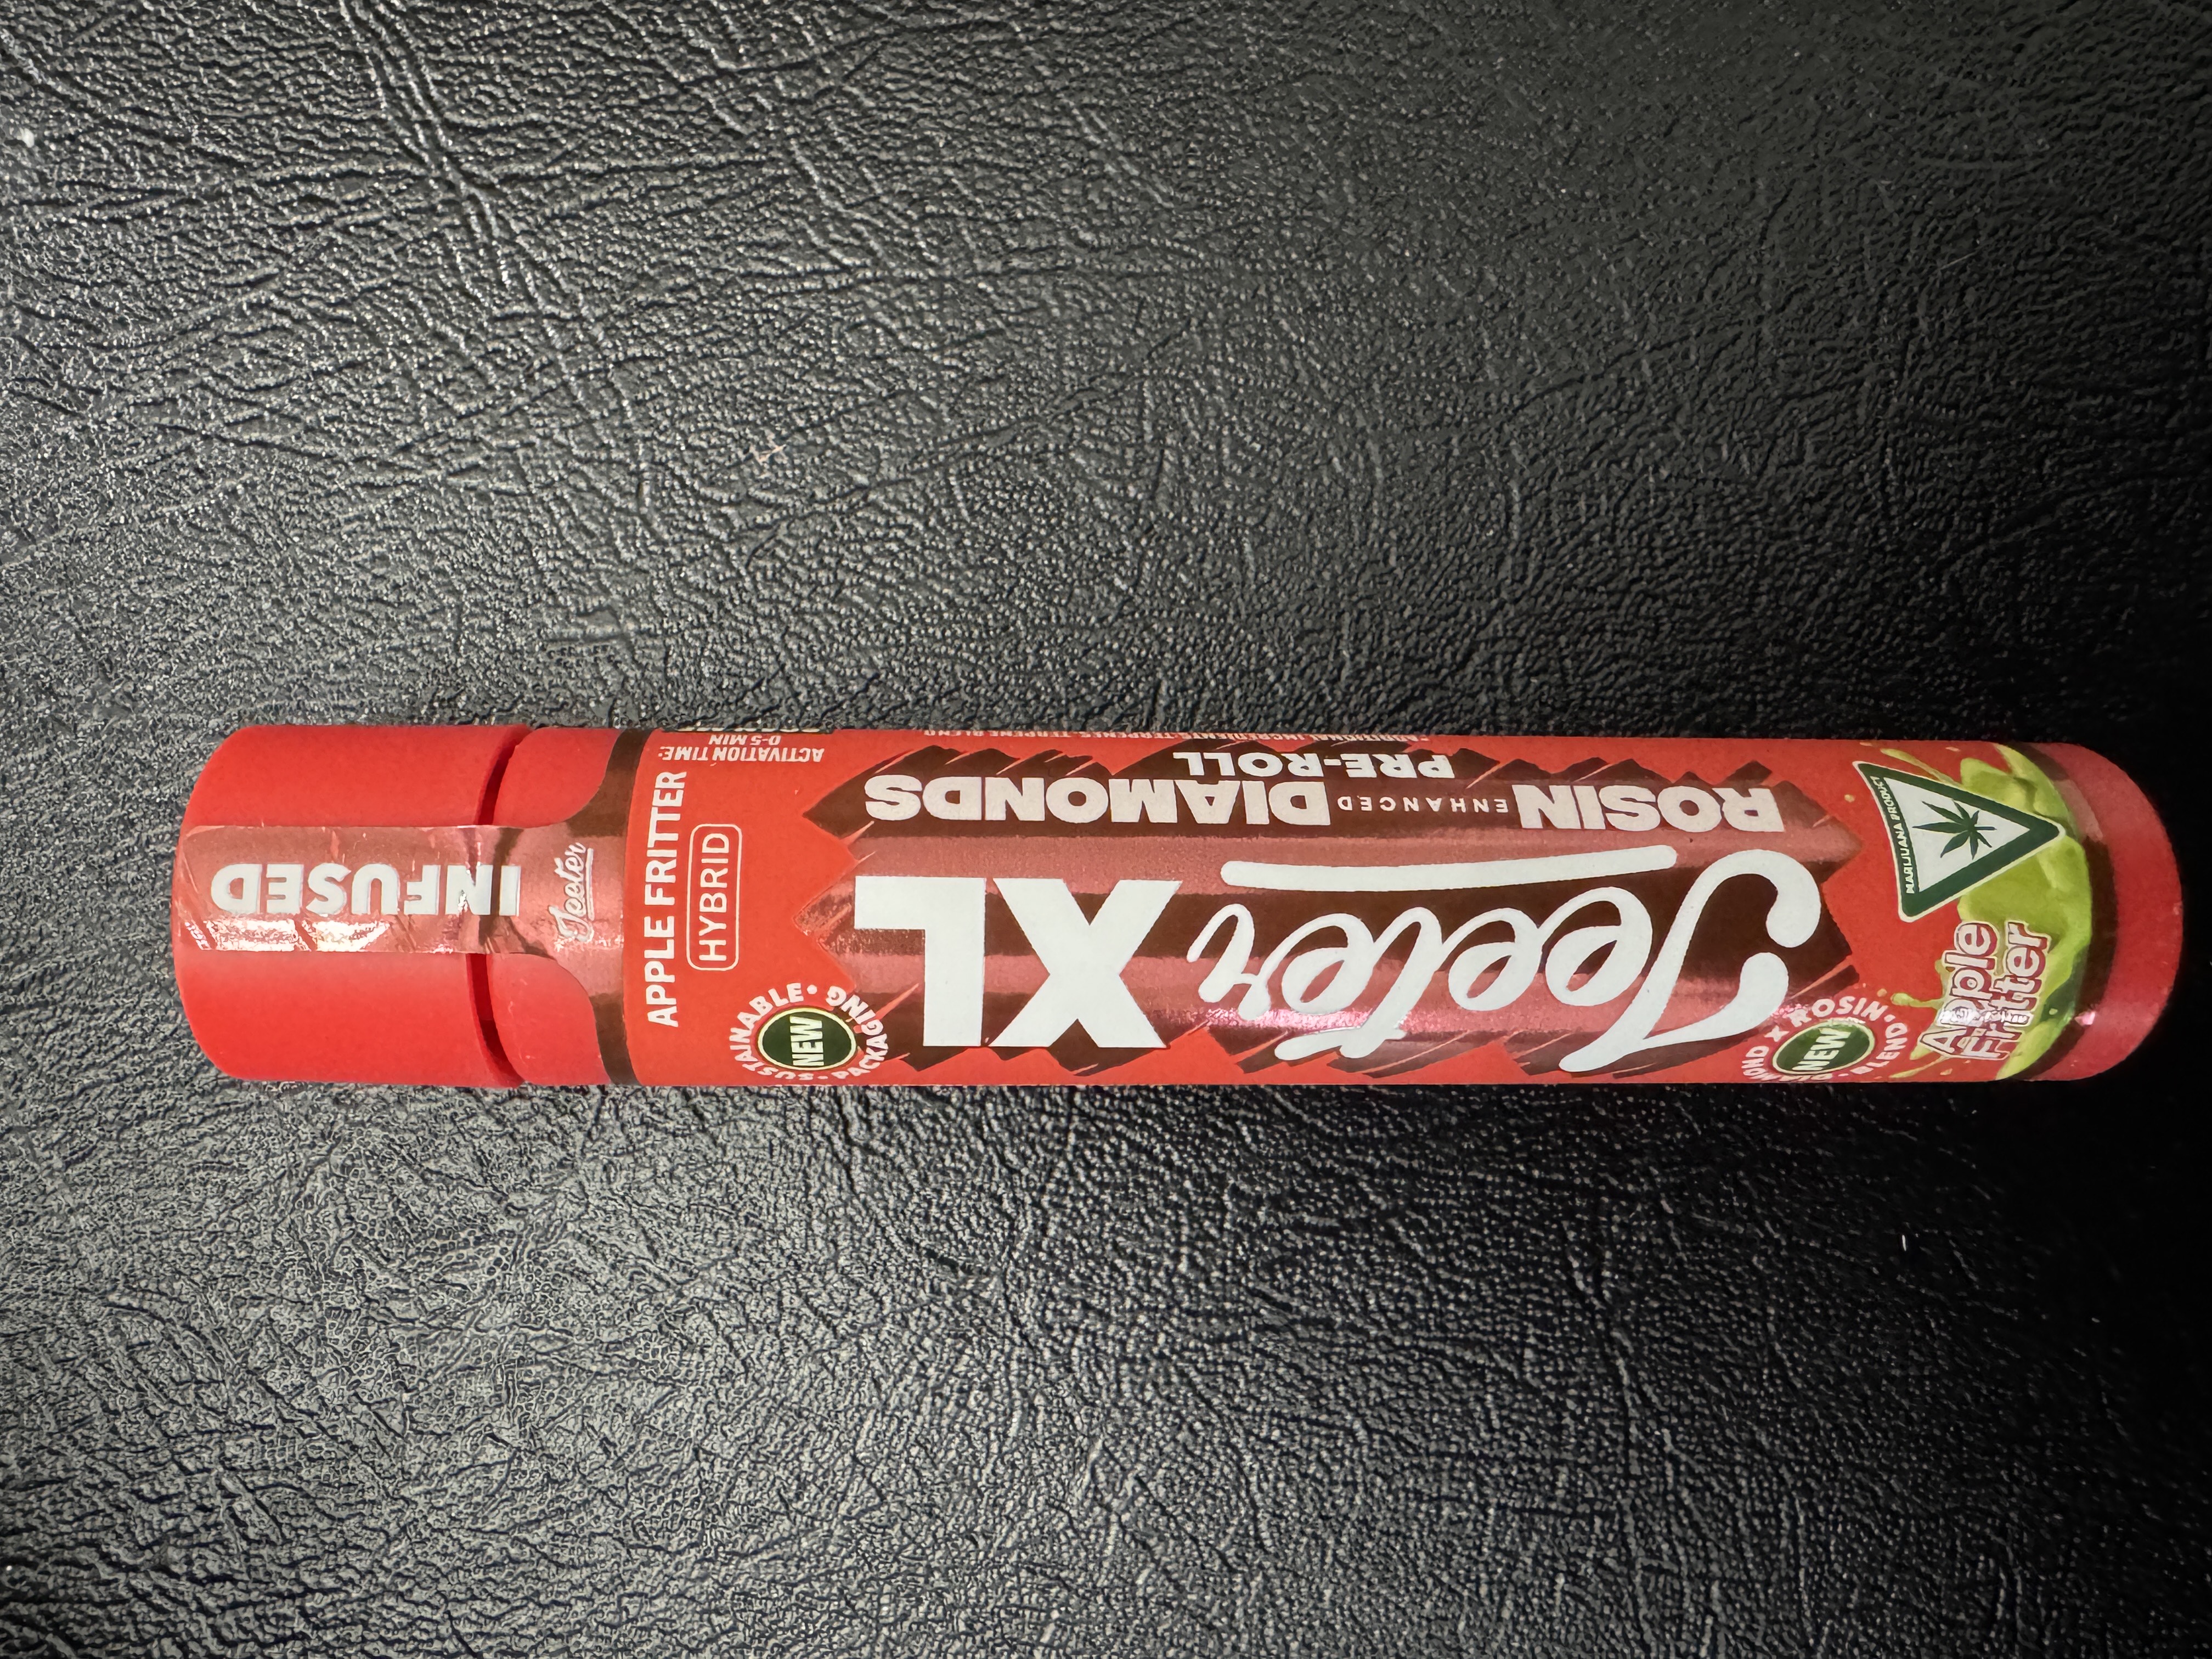 INFUSED
Jeeter
APPLE FRITTER
HYBRID
ACTIVATION TIME:
0-5 MIN
NEW
SUSTAINABLE • PACKAGING •
Jeeter XL
ROSIN ENHANCED DIAMONDS
PRE-ROLL
NEW
DIAMOND X ROSIN • BLEND •
MARIJUANA PRODUCT
Apple
Fritter